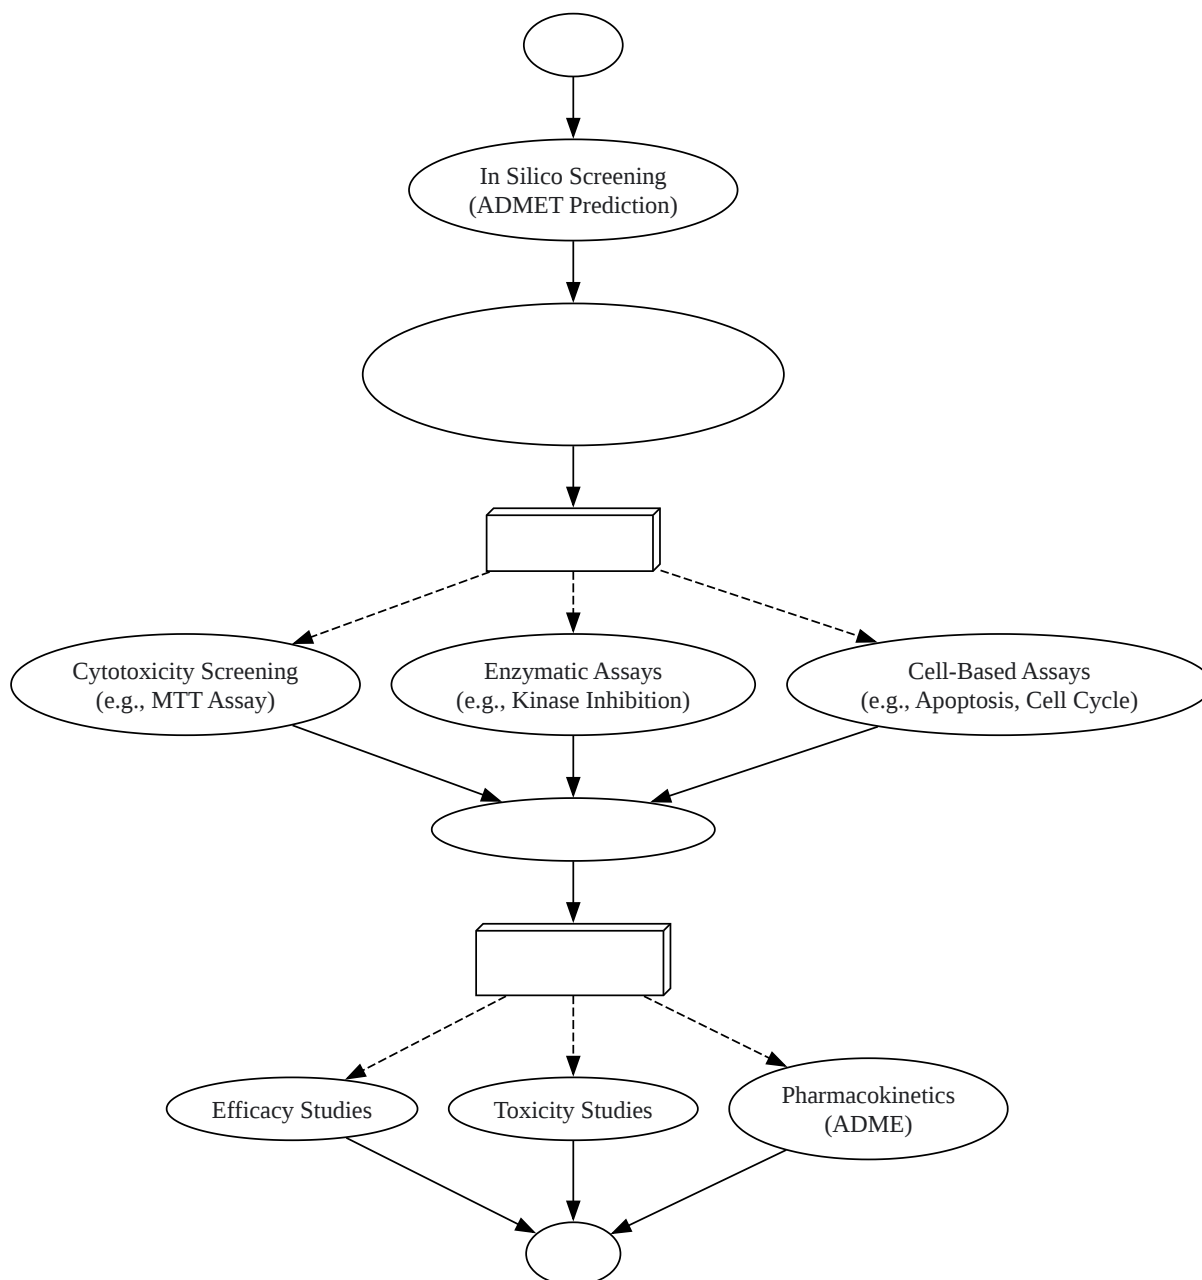 In Silico Screening
(ADMET Prediction)
Cytotoxicity Screening
(e.g., MTT Assay)
Enzymatic Assays
(e.g., Kinase Inhibition)
Cell-Based Assays
(e.g., Apoptosis, Cell Cycle)
Efficacy Studies
Toxicity Studies
Pharmacokinetics
(ADME)